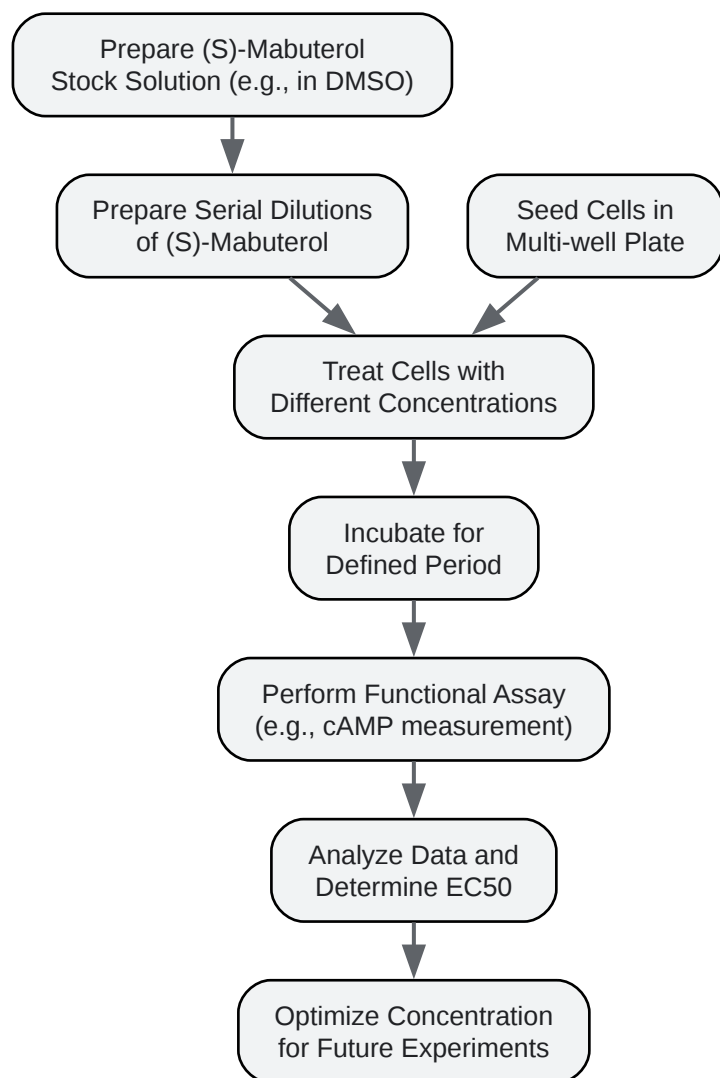 Prepare (S)-Mabuterol
Stock Solution (e.g., in DMSO)
Prepare Serial Dilutions
of (S)-Mabuterol
Seed Cells in
Multi-well Plate
Treat Cells with
Different Concentrations
Incubate for
Defined Period
Perform Functional Assay
(e.g., cAMP measurement)
Analyze Data and
Determine EC50
Optimize Concentration
for Future Experiments